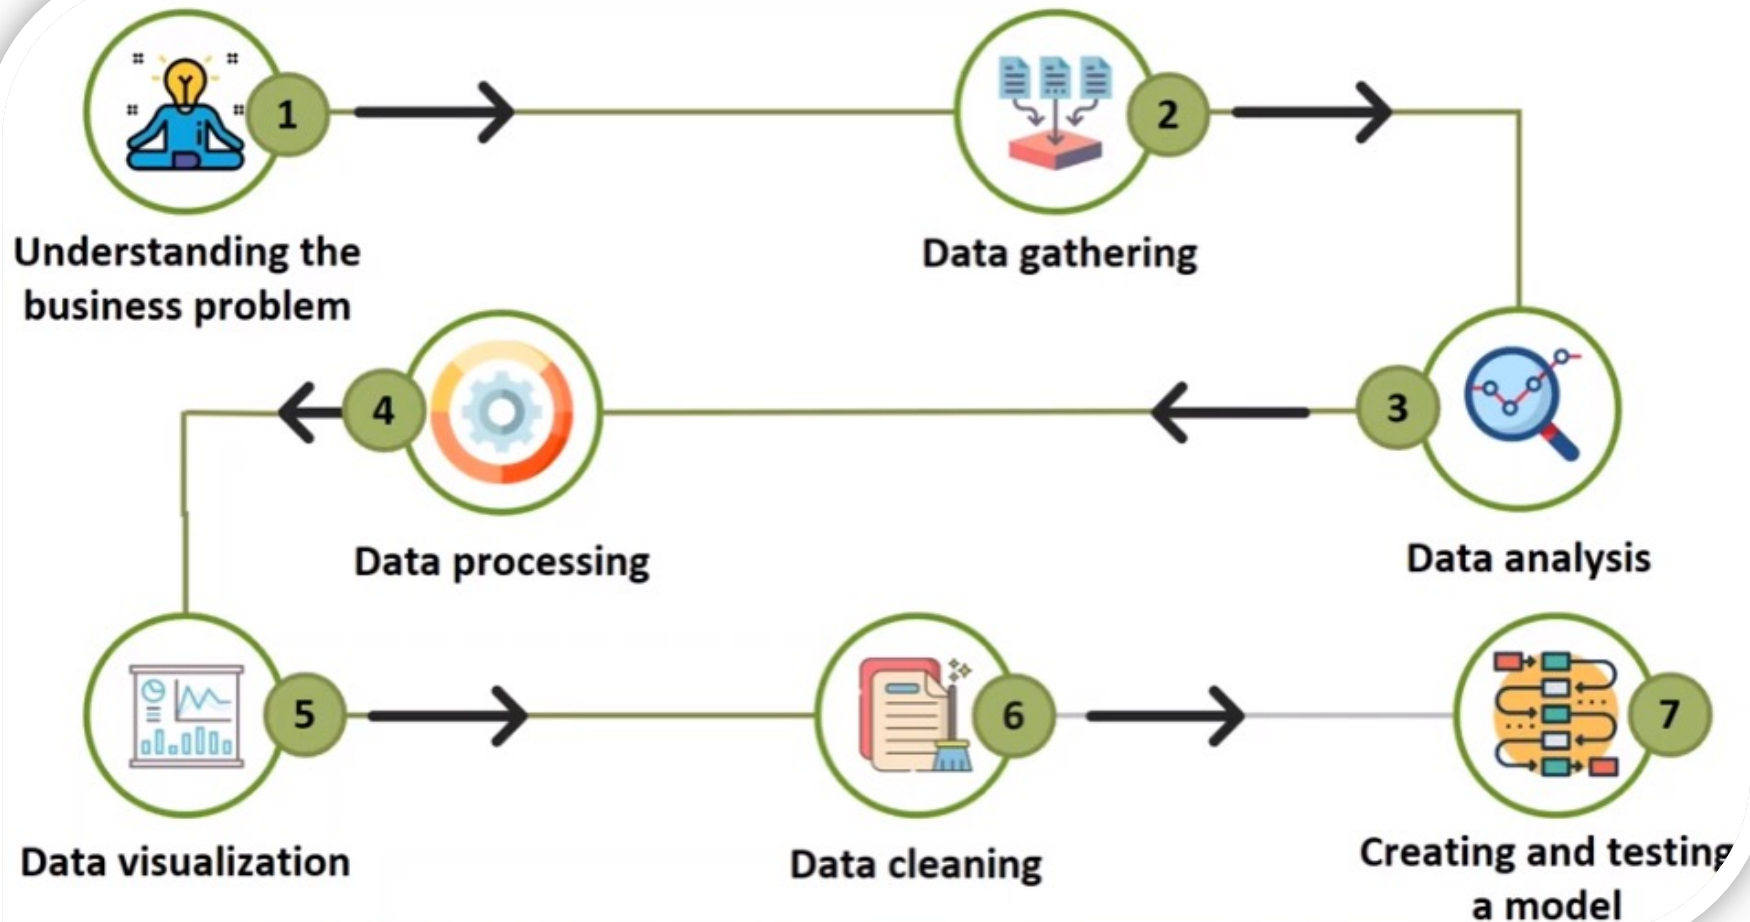 1
2
Understanding the
business problem
Data gathering
4
3
Data processing
Data analysis
5
6
7
Data visualization
Data cleaning
Creating and testing
a model